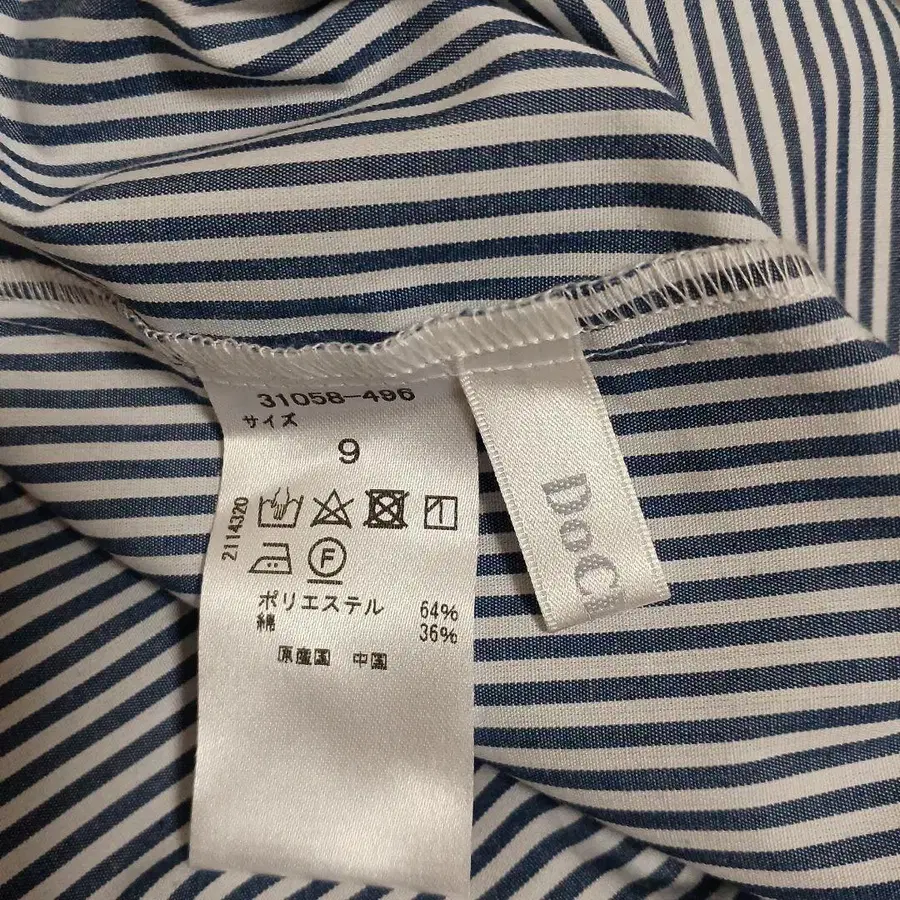 31058-496
サイズ
9
2114320
F
ポリエステル 64%
綿 36%
原産国 中国